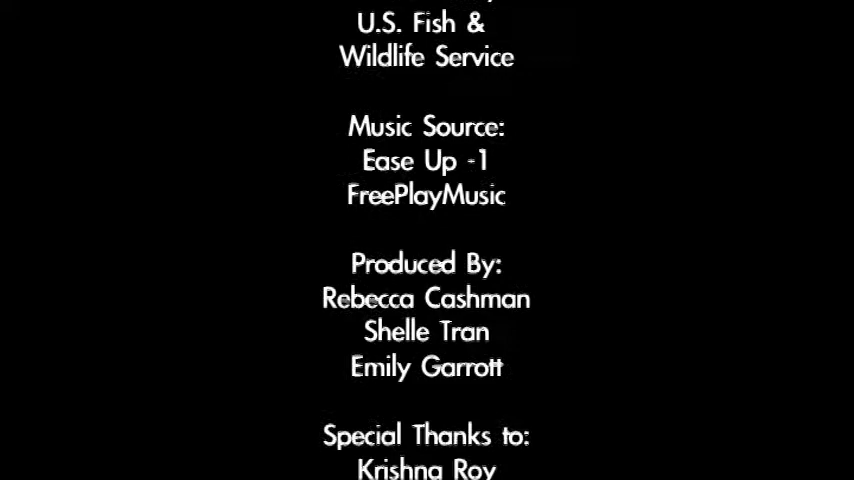 U.S. Fish &
Wildlife Service
Music Source:
Ease Up -1
FreePlayMusic
Produced By:
Rebecca Cashman
Shelle Tran
Emily Garrott
Special Thanks to:
Krishna Roy